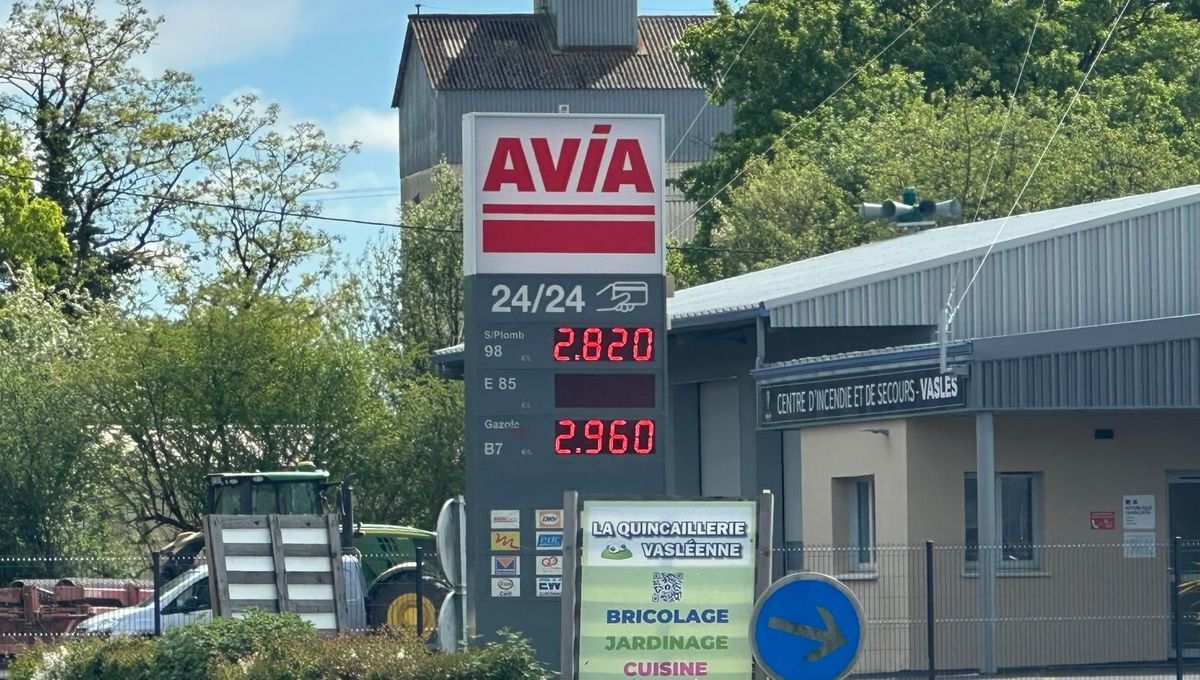 AVIA
24/24
S/Plomb
98 €/L 2.820
E 85
€/L
Gazole
B7 2.960
CENTRE D'INCENDIE ET DE SECOURS - VASLES
DKV
LA QUINCAILLERIE
VASLÉENNE
BRICOLAGE
JARDINAGE
CUISINE